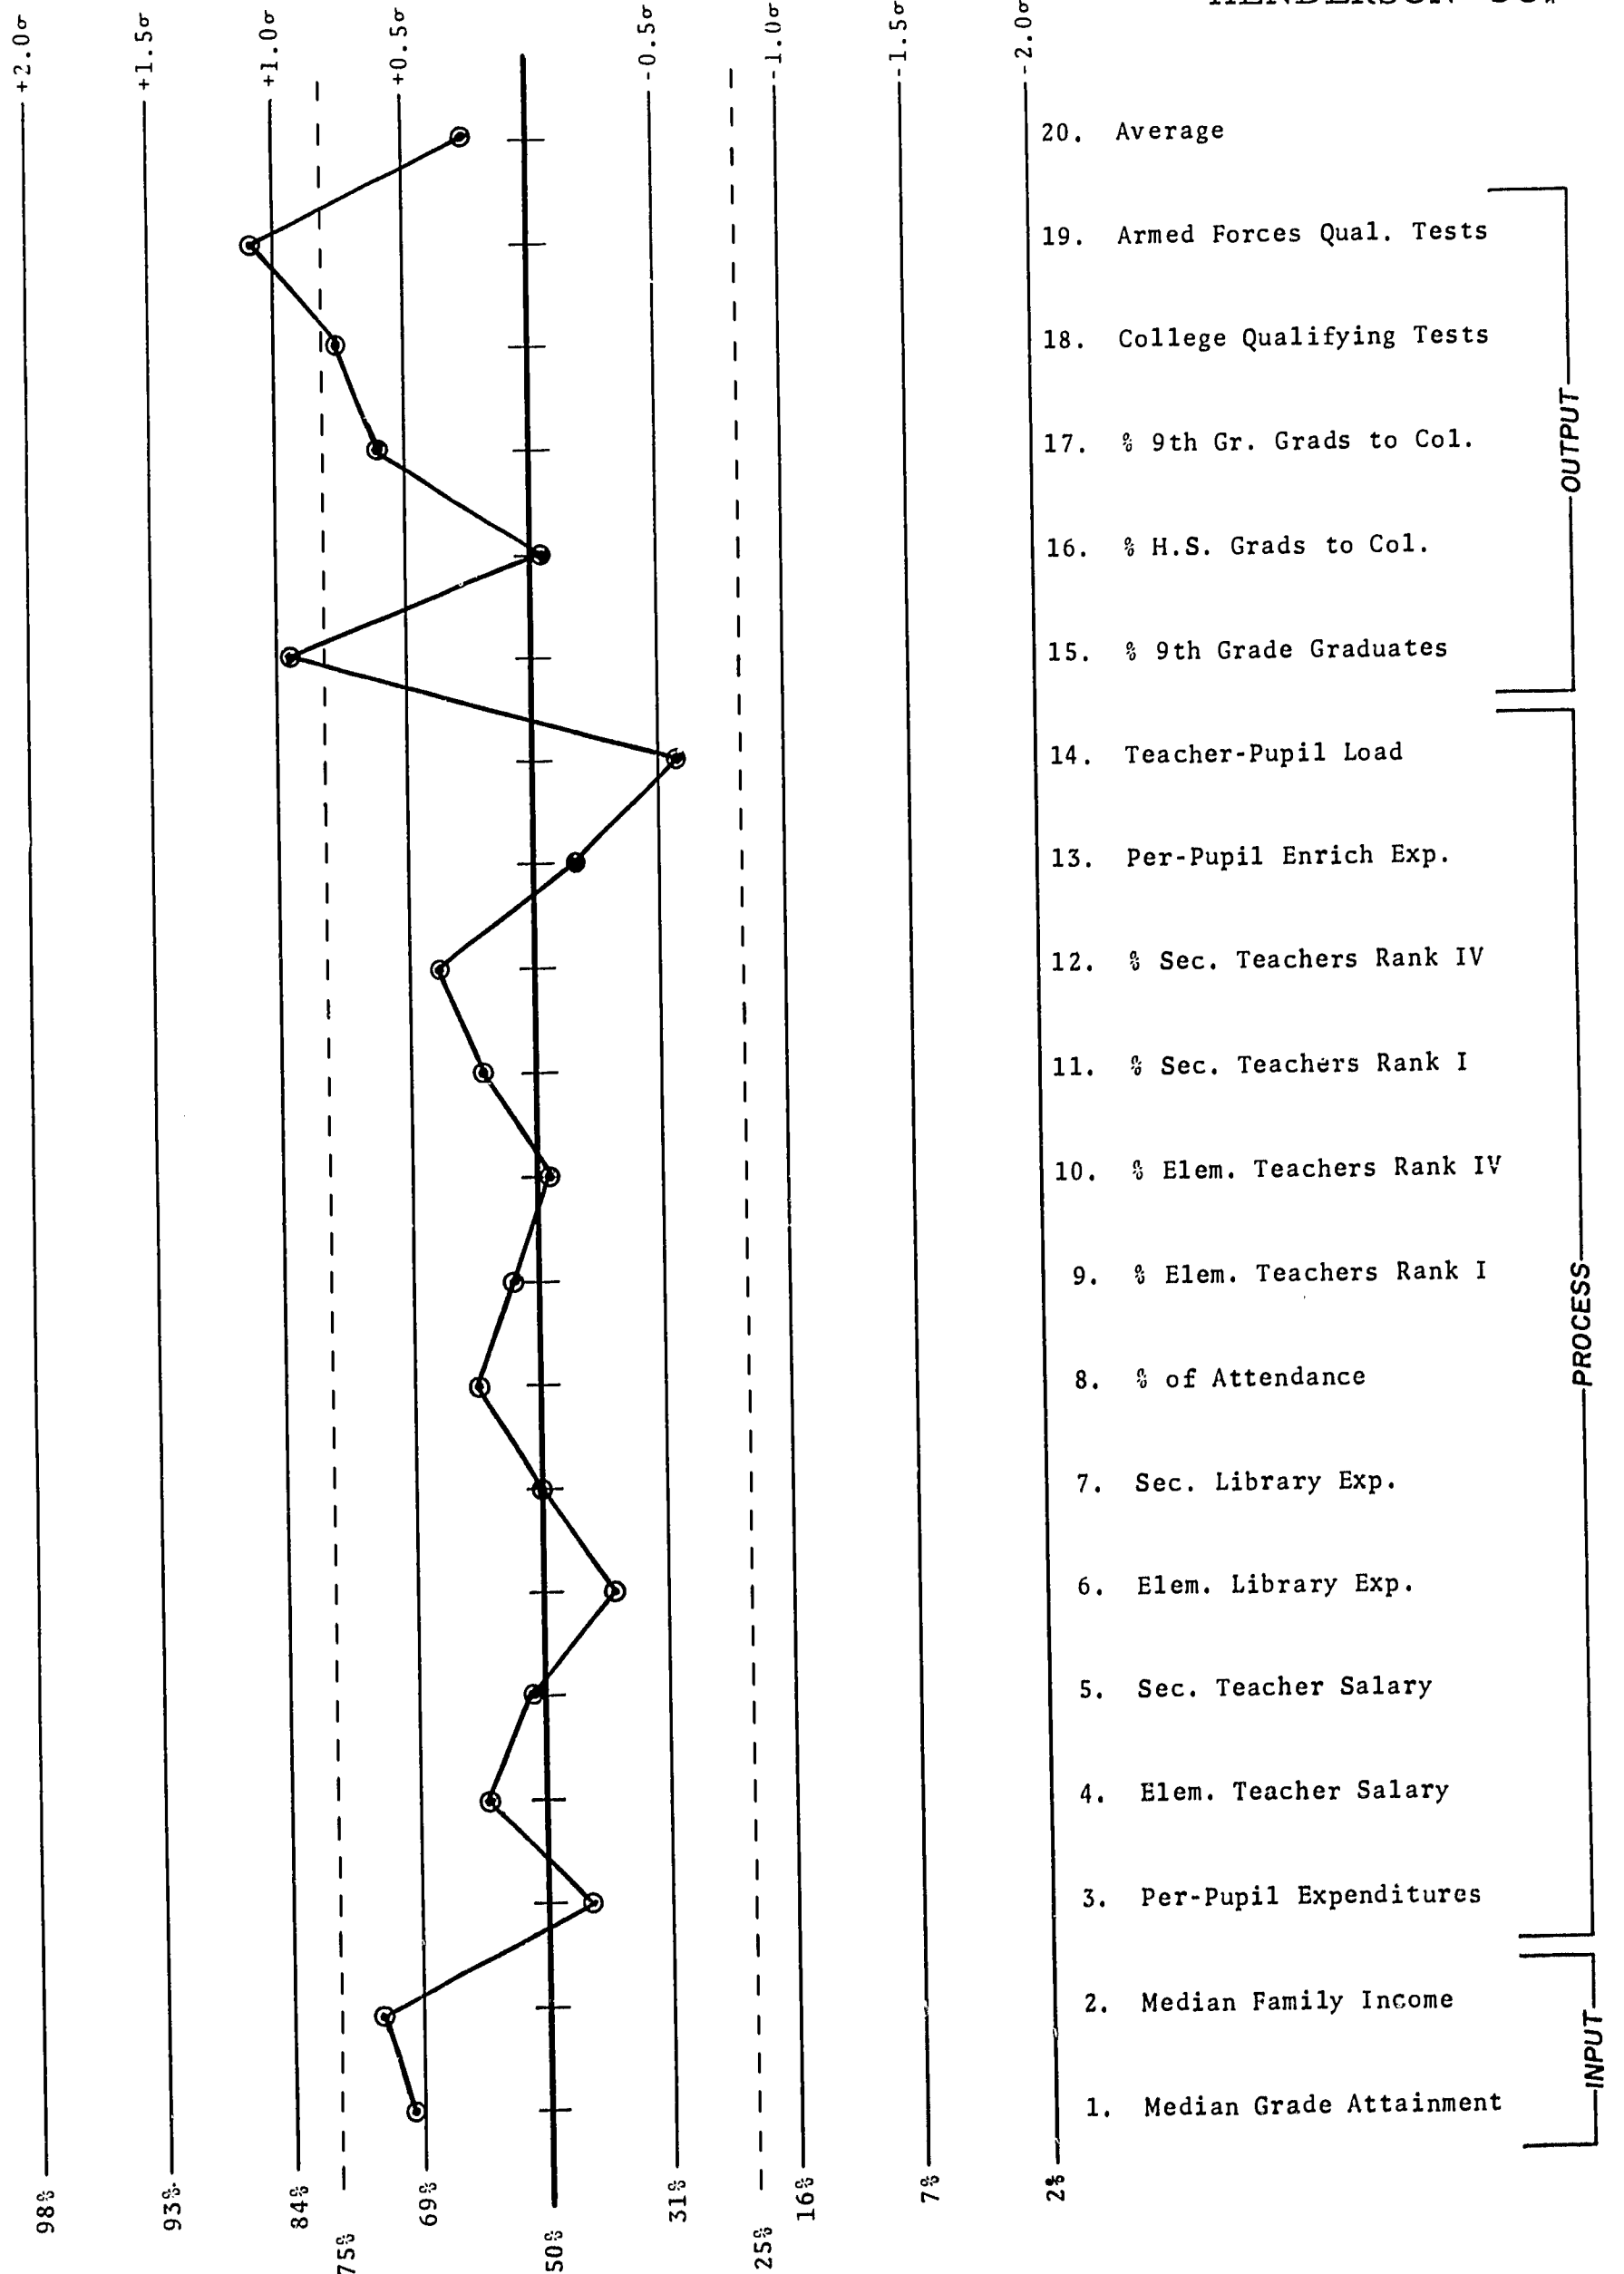 +2.0σ
+1.5σ
+1.0σ
+0.5σ
-0.5σ
-1.0σ
-1.5σ
-2.0σ
20. Average
19. Armed Forces Qual. Tests
18. College Qualifying Tests
17. % 9th Gr. Grads to Col.
16. % H.S. Grads to Col.
15. % 9th Grade Graduates
OUTPUT
14. Teacher-Pupil Load
13. Per-Pupil Enrich Exp.
12. % Sec. Teachers Rank IV
11. % Sec. Teachers Rank I
10. % Elem. Teachers Rank IV
9. % Elem. Teachers Rank I
8. % of Attendance
7. Sec. Library Exp.
6. Elem. Library Exp.
5. Sec. Teacher Salary
4. Elem. Teacher Salary
3. Per-Pupil Expenditures
PROCESS
2. Median Family Income
1. Median Grade Attainment
INPUT
98%
93%
84%
75%
69%
50%
31%
25%
16%
7%
2%